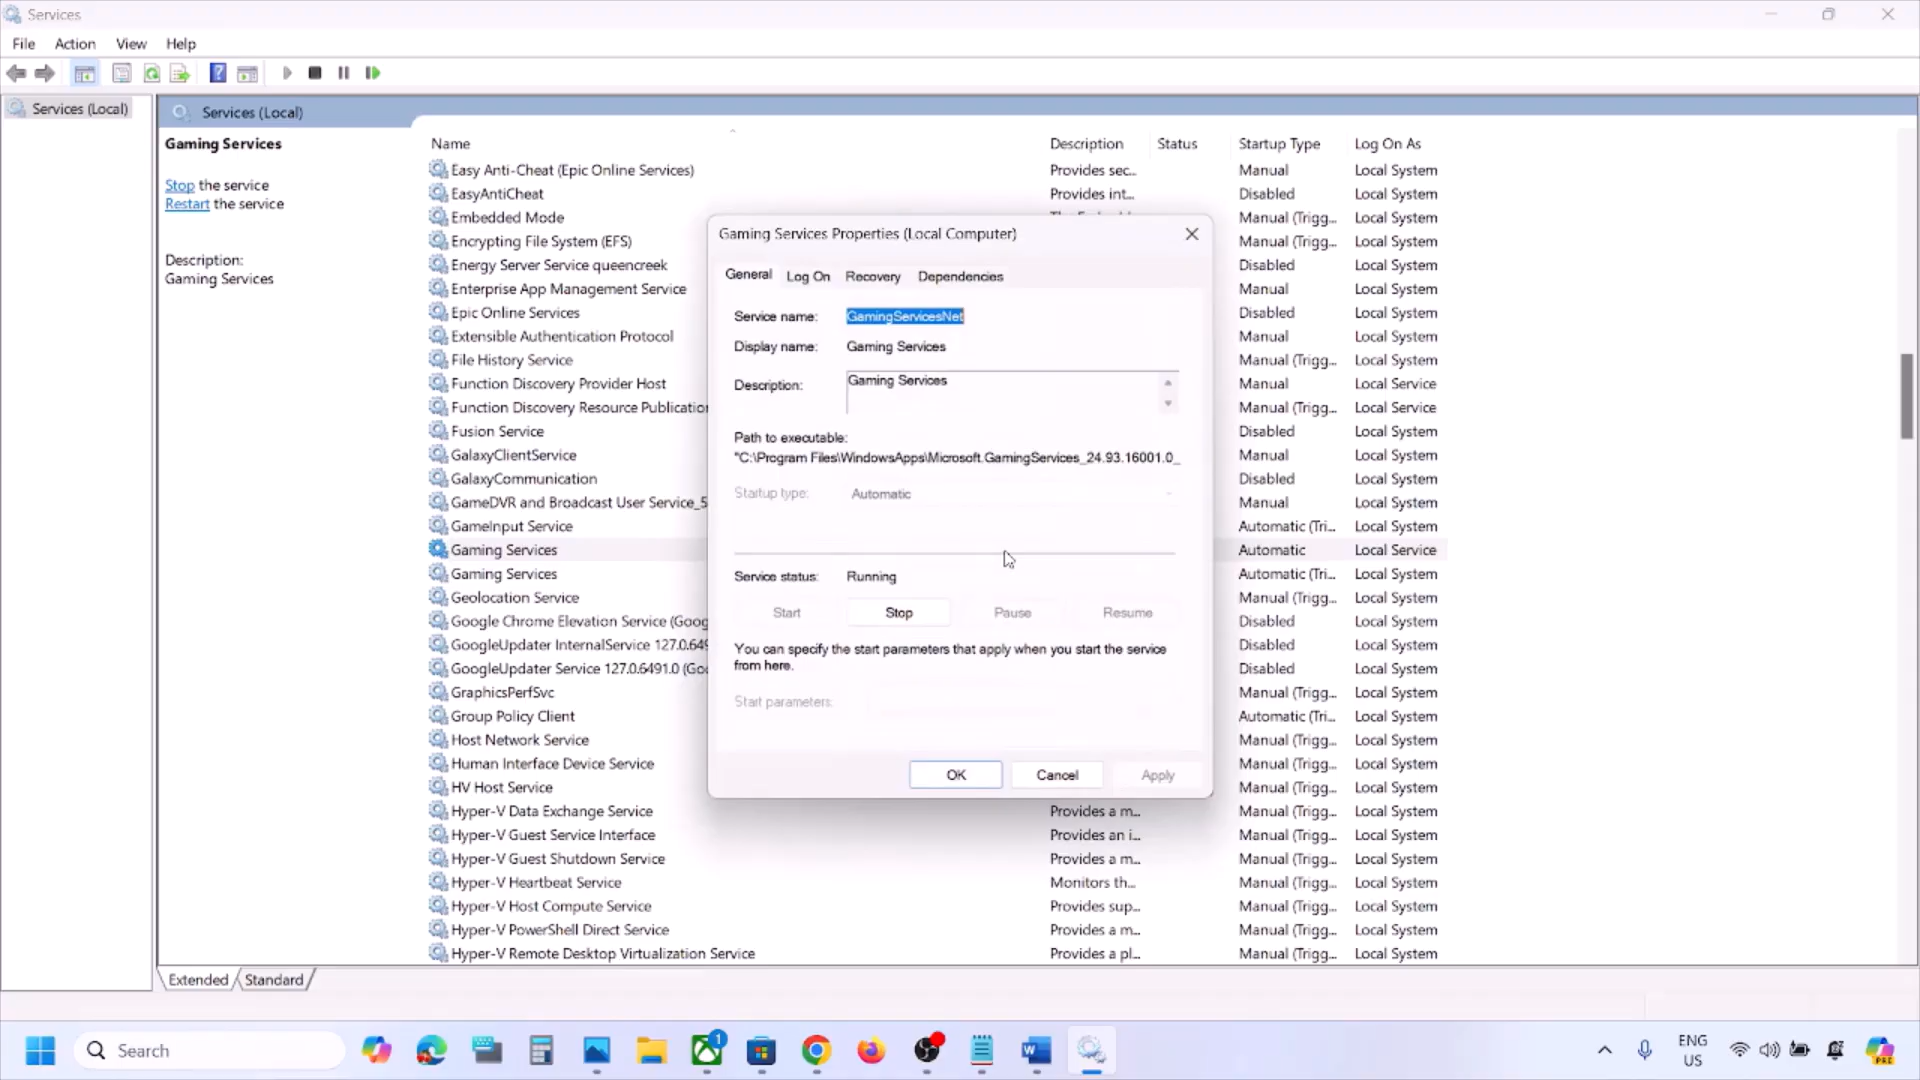 Services
File Action View Help
Services (Local)
Services (Local)
Gaming Services
Stop the service
Restart the service
Description:
Gaming Services
Name Description Status Startup Type Log On As
Easy Anti-Cheat (Epic Online Services) Provides sec... Manual Local System
EasyAntiCheat Provides int... Disabled Local System
Embedded Mode Manual (Trigg... Local System
Encrypting File System (EFS) Manual (Trigg... Local System
Energy Server Service queencreek Disabled Local System
Enterprise App Management Service Manual Local System
Epic Online Services Disabled Local System
Extensible Authentication Protocol Manual Local System
File History Service Manual (Trigg... Local System
Function Discovery Provider Host Manual Local Service
Function Discovery Resource Publication Manual (Trigg... Local Service
Fusion Service Disabled Local System
GalaxyClientService Manual Local System
GalaxyCommunication Disabled Local System
GameDVR and Broadcast User Service_5 Manual Local System
GameInput Service Automatic (Tri... Local System
Gaming Services Automatic Local Service
Gaming Services Automatic (Tri... Local System
Geolocation Service Manual (Trigg... Local System
Google Chrome Elevation Service (Goog Disabled Local System
GoogleUpdater InternalService 127.0.649 Disabled Local System
GoogleUpdater Service 127.0.6491.0 (Go Disabled Local System
GraphicsPerfSvc Manual (Trigg... Local System
Group Policy Client Automatic (Tri... Local System
Host Network Service Manual (Trigg... Local System
Human Interface Device Service Manual (Trigg... Local System
HV Host Service Manual (Trigg... Local System
Hyper-V Data Exchange Service Provides a m... Manual (Trigg... Local System
Hyper-V Guest Service Interface Provides an i... Manual (Trigg... Local System
Hyper-V Guest Shutdown Service Provides a m... Manual (Trigg... Local System
Hyper-V Heartbeat Service Monitors th... Manual (Trigg... Local System
Hyper-V Host Compute Service Provides sup... Manual (Trigg... Local System
Hyper-V PowerShell Direct Service Provides a m... Manual (Trigg... Local System
Hyper-V Remote Desktop Virtualization Service Provides a pl... Manual (Trigg... Local System
Gaming Services Properties (Local Computer)
General Log On Recovery Dependencies
Service name: GamingServicesNet
Display name: Gaming Services
Description: Gaming Services
Path to executable:
"C:\Program Files\WindowsApps\Microsoft.GamingServices_24.93.16001.0_
Startup type: Automatic
Service status: Running
Start Stop Pause Resume
You can specify the start parameters that apply when you start the service
from here.
Start parameters:
OK Cancel Apply
Extended Standard
Search
1
ENG
US
PRE